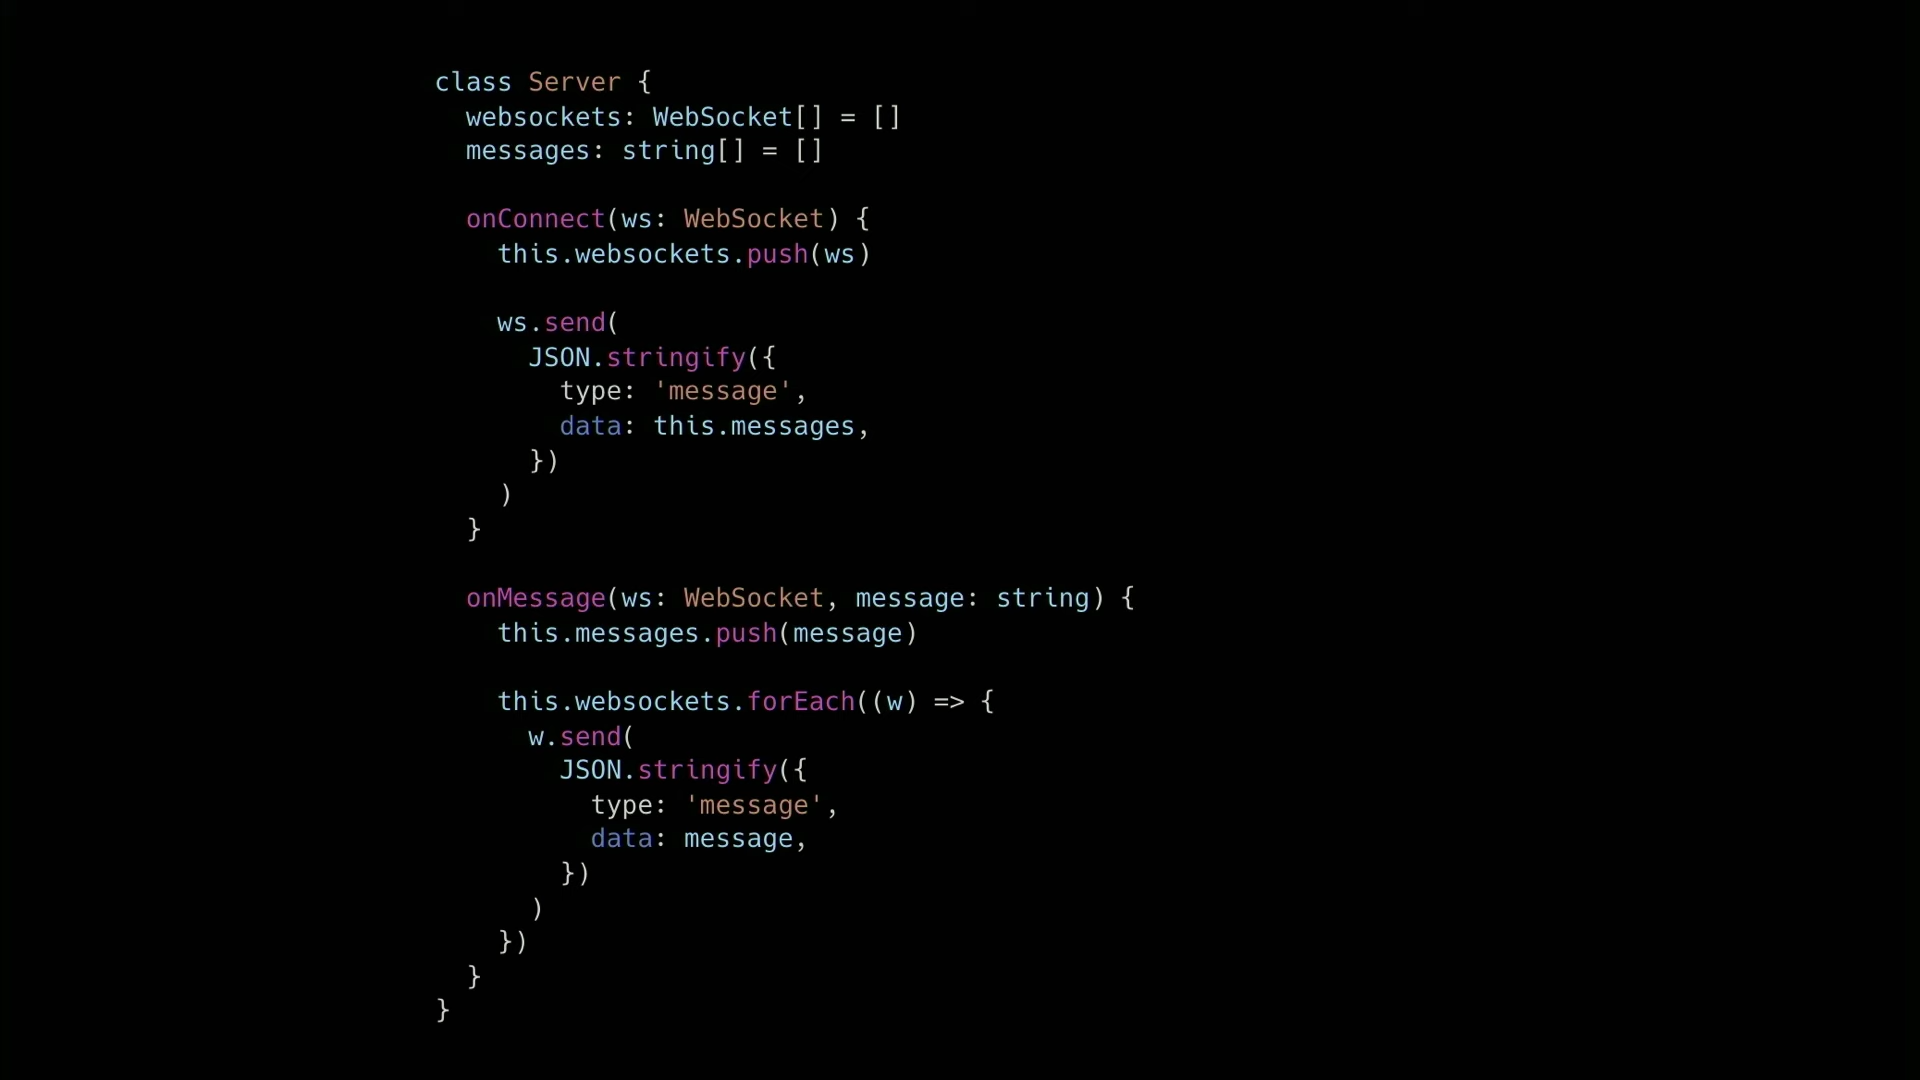 class Server {
  websockets: WebSocket[] = []
  messages: string[] = []

  onConnect(ws: WebSocket) {
    this.websockets.push(ws)

    ws.send(
      JSON.stringify({
        type: 'message',
        data: this.messages,
      })
    )
  }

  onMessage(ws: WebSocket, message: string) {
    this.messages.push(message)

    this.websockets.forEach((w) => {
      w.send(
        JSON.stringify({
          type: 'message',
          data: message,
        })
      )
    })
  }
}